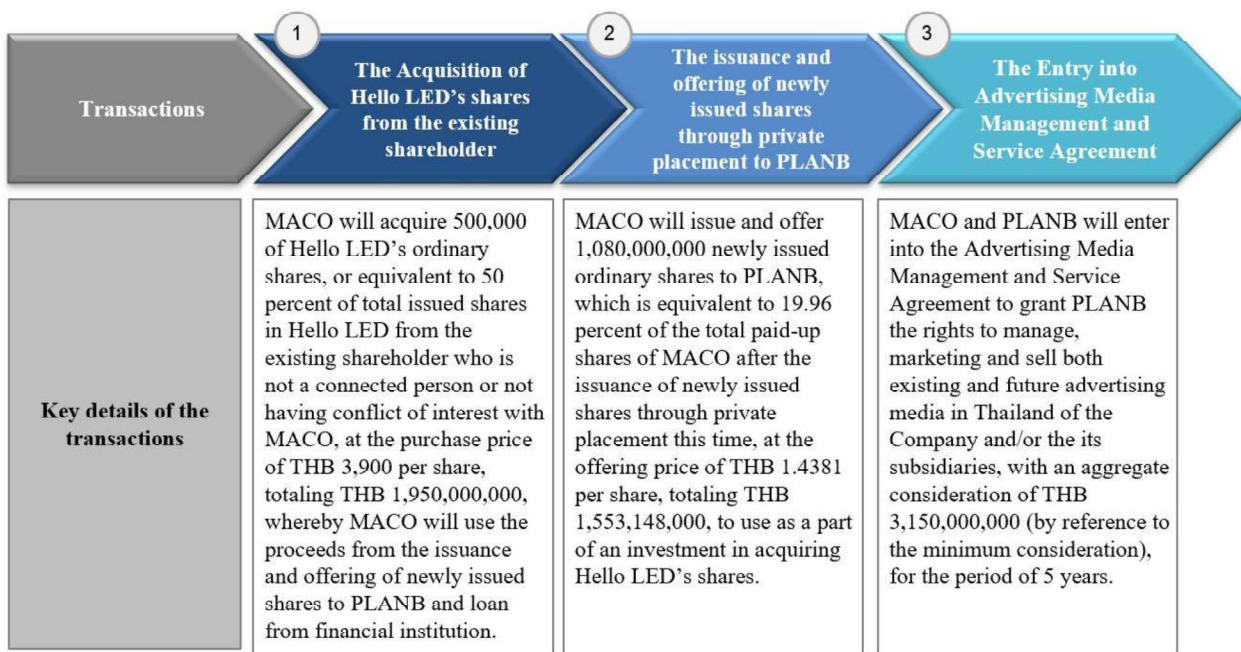 Transactions
1
The Acquisition of
Hello LED's shares
from the existing
shareholder
2
The issuance and
offering of newly
issued shares
through private
placement to PLANB
3
The Entry into
Advertising Media
Management and
Service Agreement
Key details of the
transactions
MACO will acquire 500,000
of Hello LED's ordinary
shares, or equivalent to 50
percent of total issued shares
in Hello LED from the
existing shareholder who is
not a connected person or not
having conflict of interest with
MACO, at the purchase price
of THB 3,900 per share,
totaling THB 1,950,000,000,
whereby MACO will use the
proceeds from the issuance
and offering of newly issued
shares to PLANB and loan
from financial institution.
MACO will issue and offer
1,080,000,000 newly issued
ordinary shares to PLANB,
which is equivalent to 19.96
percent of the total paid-up
shares of MACO after the
issuance of newly issued
shares through private
placement this time, at the
offering price of THB 1.4381
per share, totaling THB
1,553,148,000, to use as a part
of an investment in acquiring
Hello LED's shares.
MACO and PLANB will enter
into the Advertising Media
Management and Service
Agreement to grant PLANB
the rights to manage,
marketing and sell both
existing and future advertising
media in Thailand of the
Company and/or the its
subsidiaries, with an aggregate
consideration of THB
3,150,000,000 (by reference to
the minimum consideration),
for the period of 5 years.